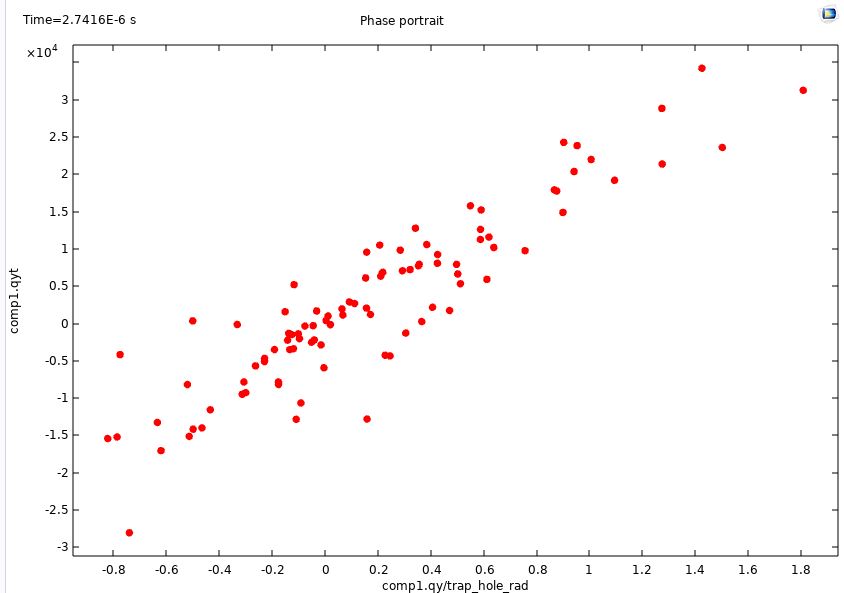 Time=2.7416E-6 s
Phase portrait
×10⁴
3
2.5
2
1.5
1
0.5
0
-0.5
-1
-1.5
-2
-2.5
-3
comp1.qyt
-0.8 -0.6 -0.4 -0.2 0 0.2 0.4 0.6 0.8 1 1.2 1.4 1.6 1.8
comp1.qy/trap_hole_rad